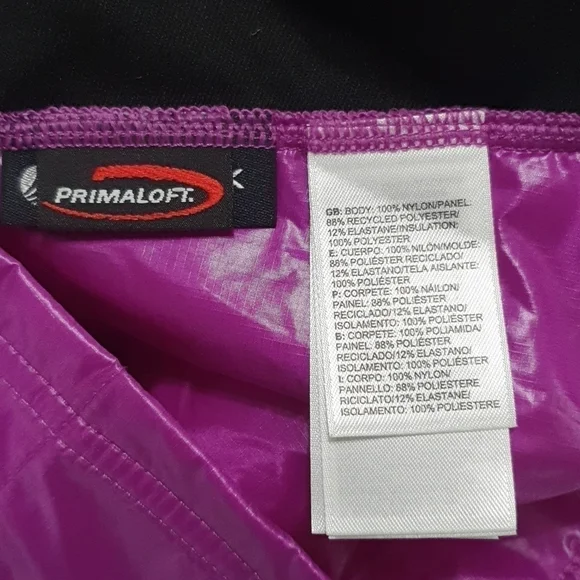 PRIMALOFT®
K
GB: BODY: 100% NYLON/PANEL:
88% RECYCLED POLYESTER/
12% ELASTANE/INSULATION:
100% POLYESTER
E: CUERPO: 100% NILÓN/MOLDE:
88% POLIÉSTER RECICLADO/
12% ELASTANO/TELA AISLANTE:
100% POLIÉSTER
P: CORPETE: 100% NÁILON/
PAINEL: 88% POLIÉSTER
RECICLADO/12% ELASTANO/
ISOLAMENTO: 100% POLIÉSTER
B: CORPETE: 100% POLIAMIDA/
PAINEL: 88% POLIÉSTER
RECICLADO/12% ELASTANO/
ISOLAMENTO: 100% POLIÉSTER
I: CORPO: 100% NYLON/
PANNELLO: 88% POLIESTERE
RICICLATO/12% ELASTANE/
ISOLAMENTO: 100% POLIESTERE